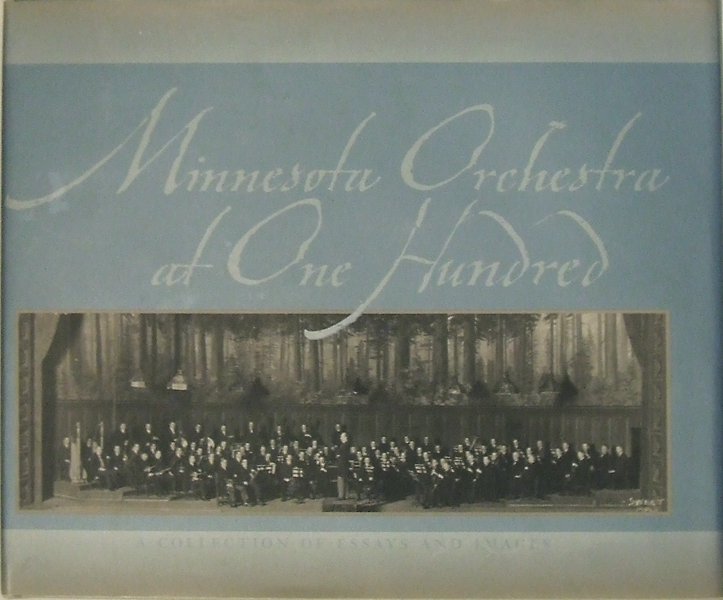 Minnesota Orchestra
at One Hundred
A COLLECTION OF ESSAYS AND IMAGES